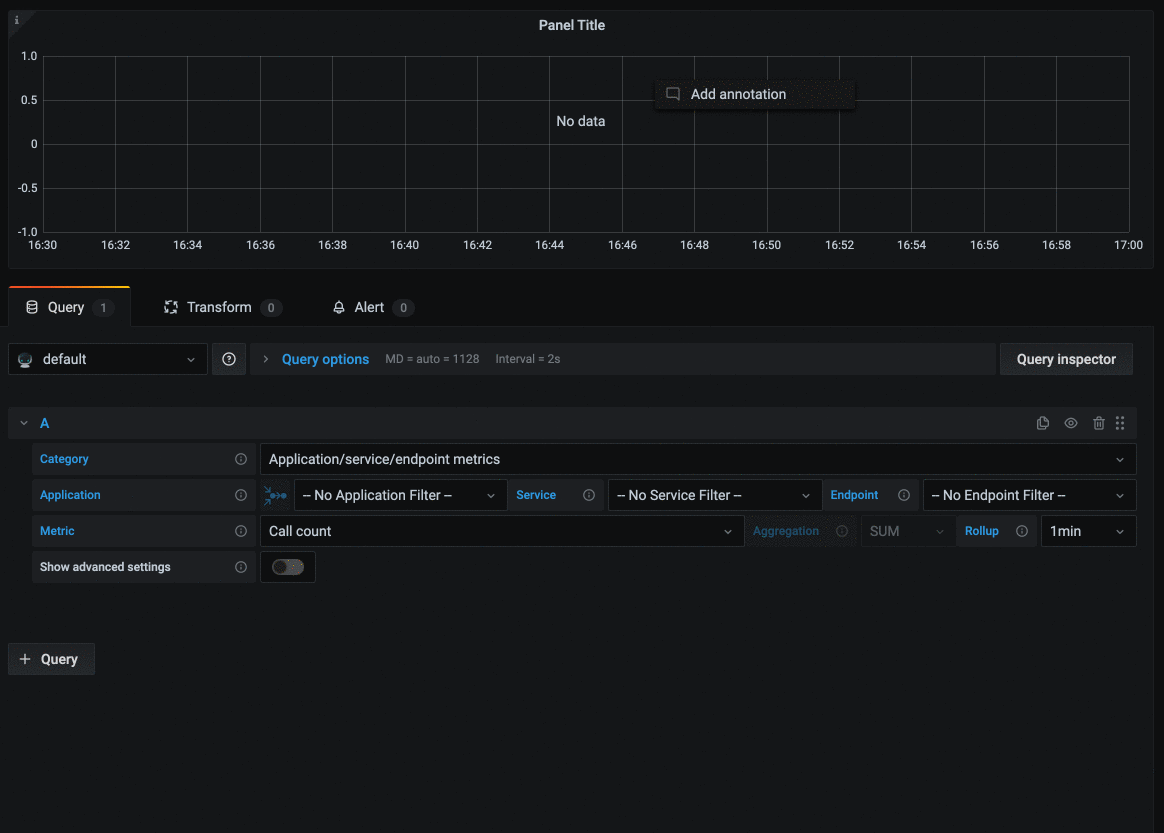 Panel Title
1.0
0.5
0
-0.5
-1.0
Add annotation
No data
16:30 16:32 16:34 16:36 16:38 16:40 16:42 16:44 16:46 16:48 16:50 16:52 16:54 16:56 16:58 17:00
Query 1 Transform 0 Alert 0
default Query options MD = auto = 1128 Interval = 2s Query inspector
A
Category Application/service/endpoint metrics
Application -- No Application Filter -- Service -- No Service Filter -- Endpoint -- No Endpoint Filter --
Metric Call count Aggregation SUM Rollup 1min
Show advanced settings
+ Query